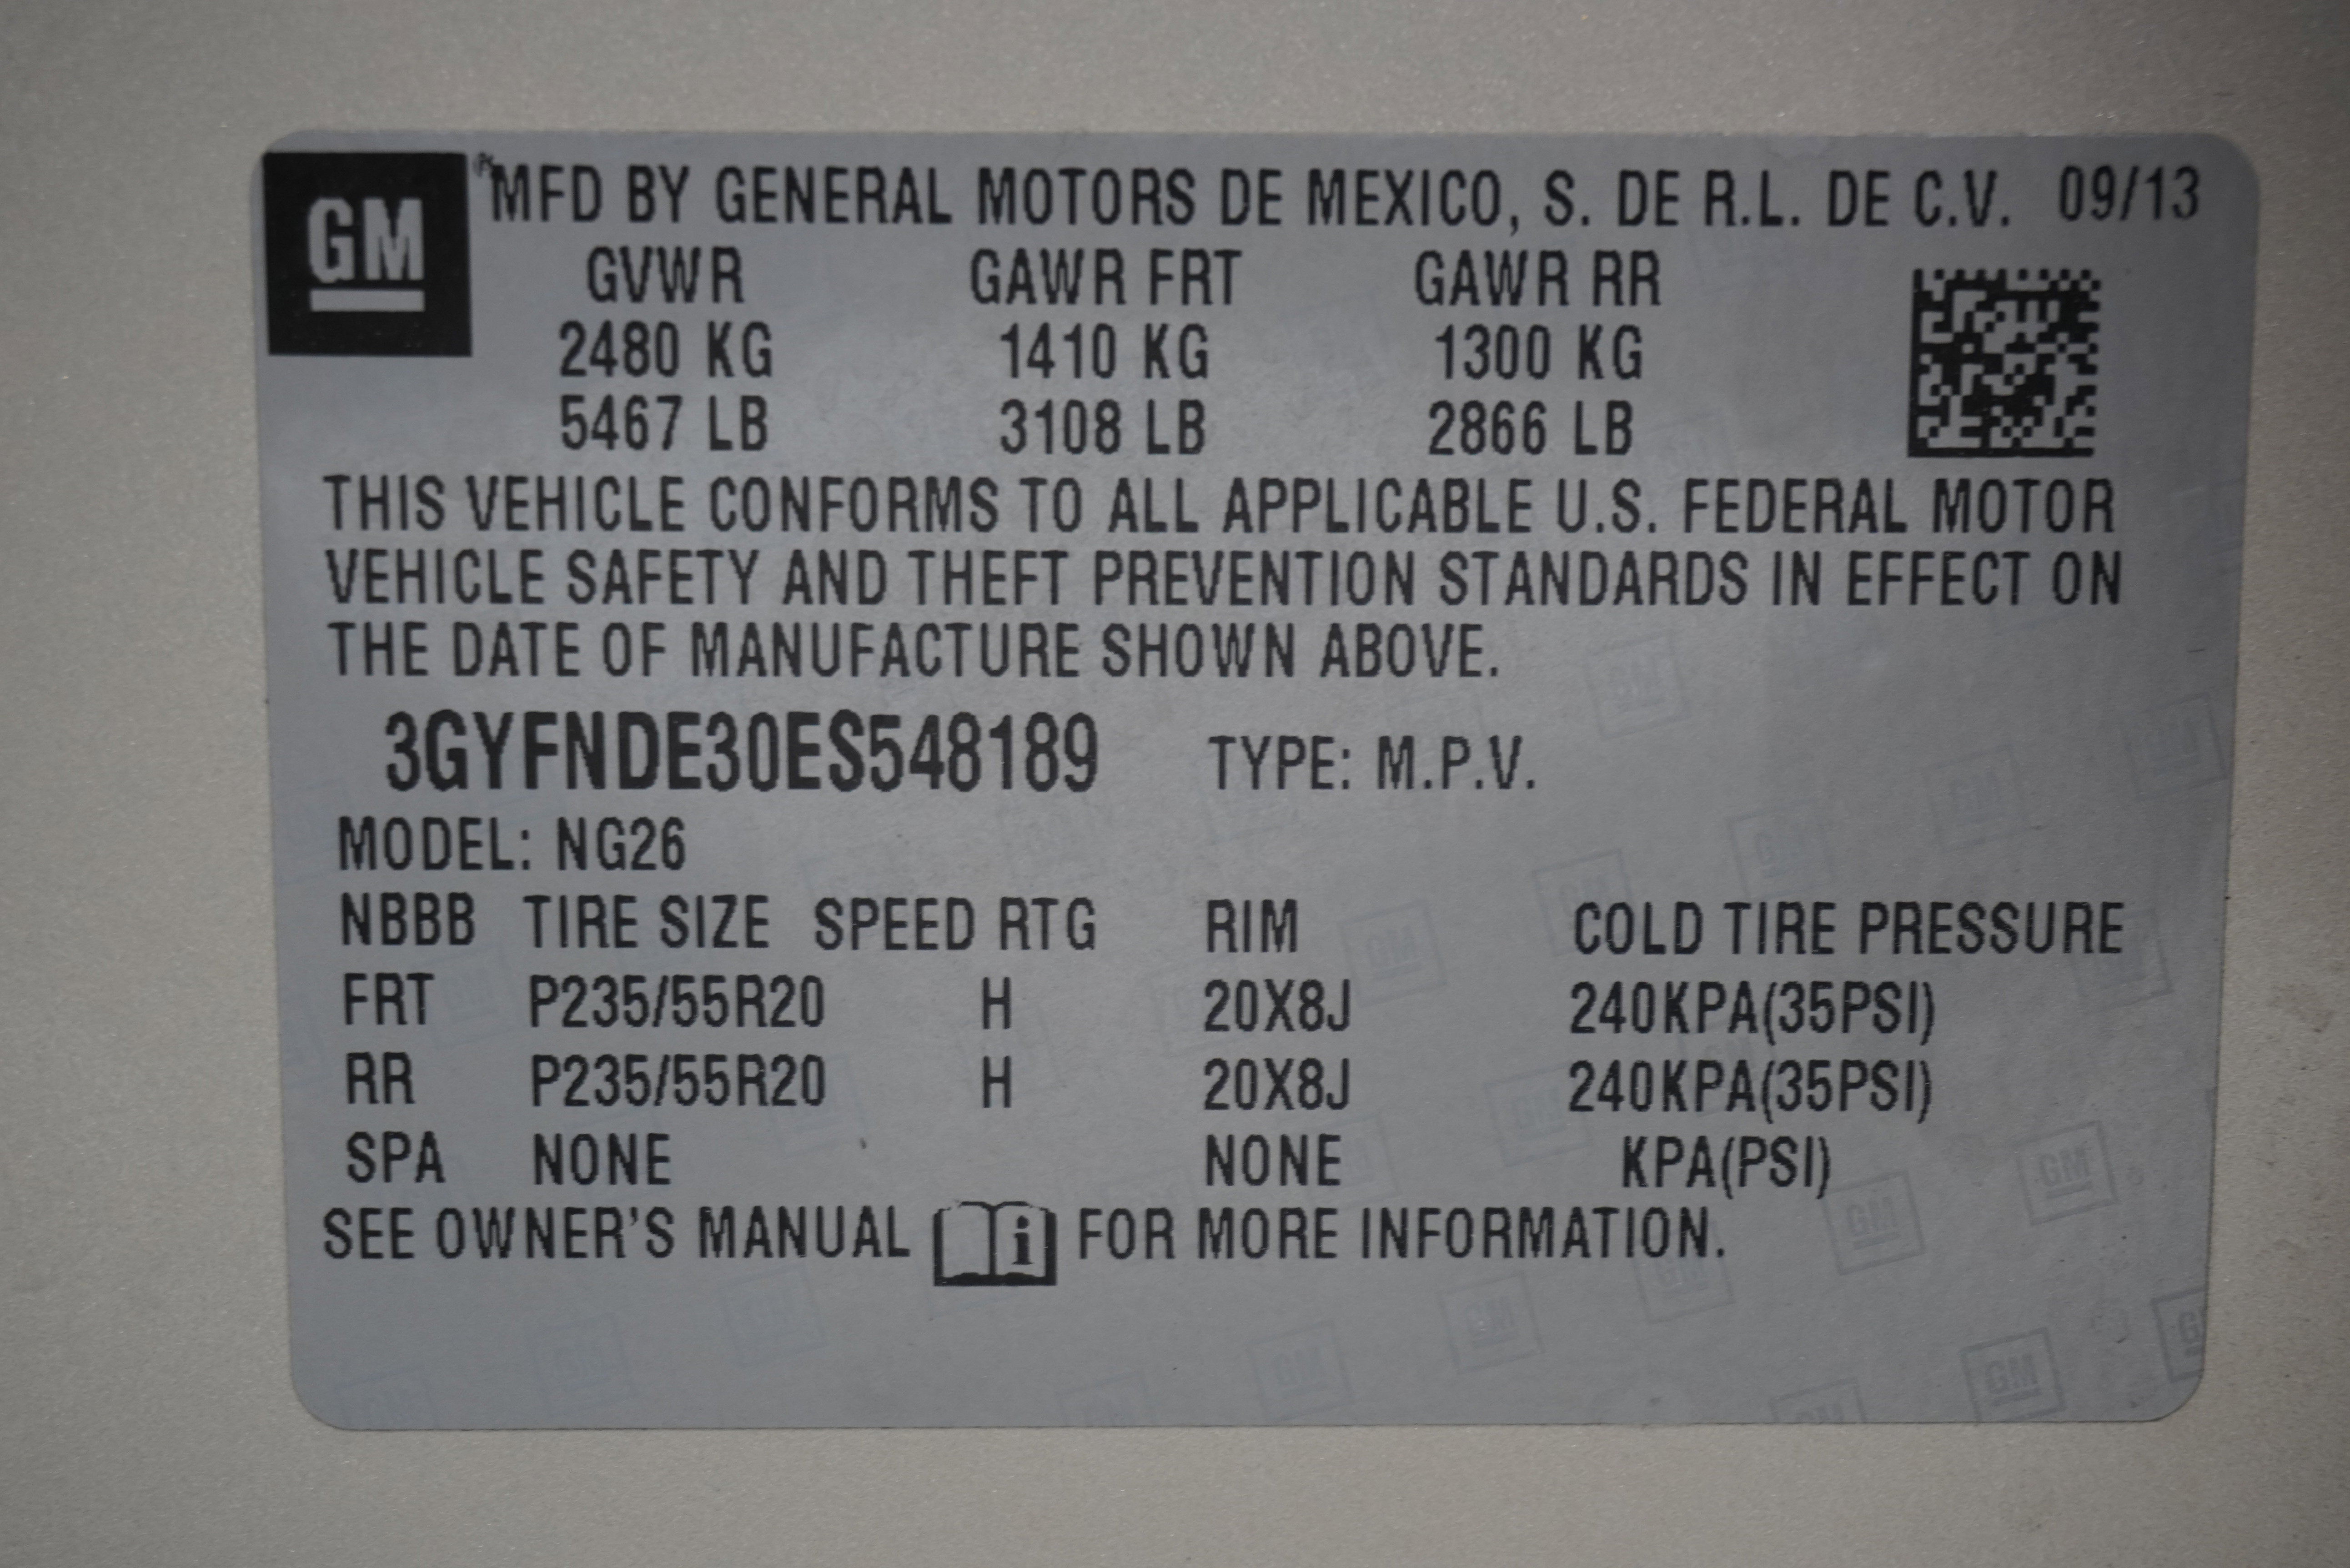 GM
MFD BY GENERAL MOTORS DE MEXICO, S. DE R.L. DE C.V. 09/13
GVWR GAWR FRT GAWR RR
2480 KG 1410 KG 1300 KG
5467 LB 3108 LB 2866 LB
THIS VEHICLE CONFORMS TO ALL APPLICABLE U.S. FEDERAL MOTOR
VEHICLE SAFETY AND THEFT PREVENTION STANDARDS IN EFFECT ON
THE DATE OF MANUFACTURE SHOWN ABOVE.
3GYFNDE30ES548189 TYPE: M.P.V.
MODEL: NG26
NBBB TIRE SIZE SPEED RTG RIM COLD TIRE PRESSURE
FRT P235/55R20 H 20X8J 240KPA(35PSI)
RR P235/55R20 H 20X8J 240KPA(35PSI)
SPA NONE NONE KPA(PSI)
SEE OWNER'S MANUAL i FOR MORE INFORMATION.